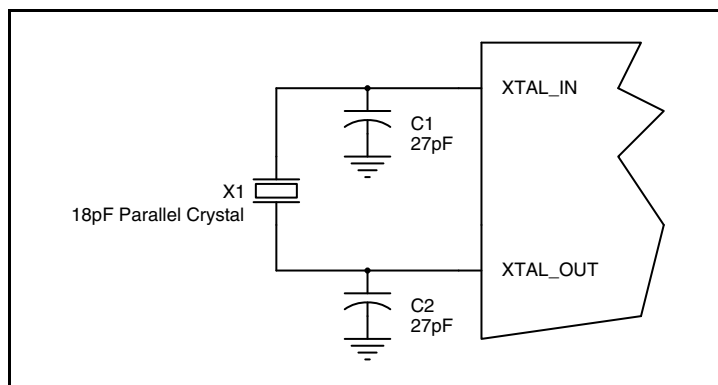 XTAL_IN
C1
27pF
X1
18pF Parallel Crystal
XTAL_OUT
C2
27pF